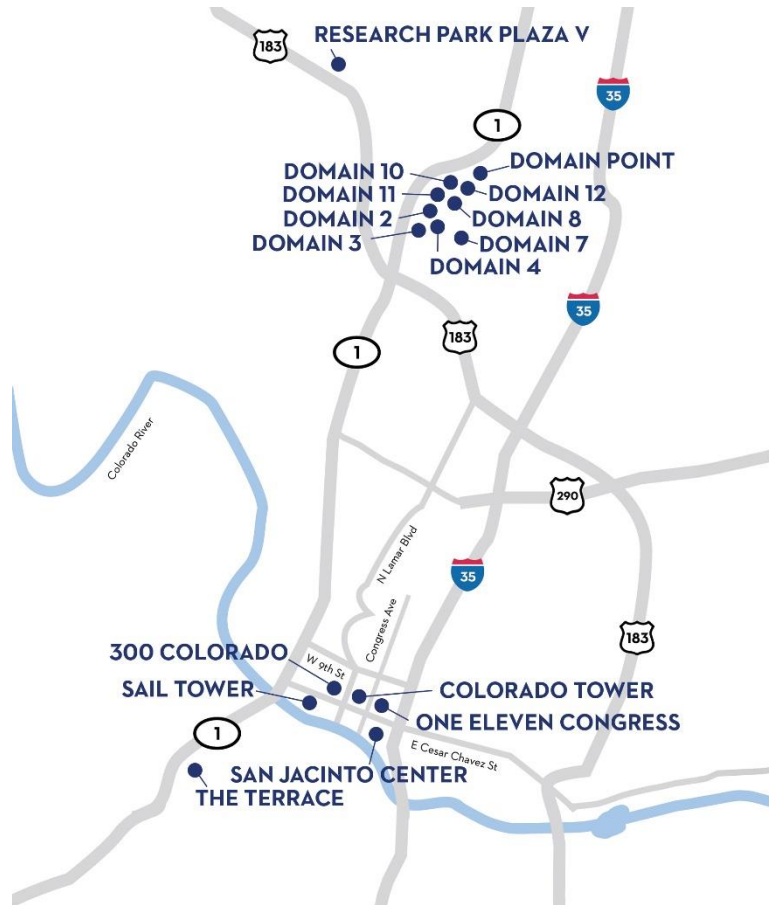 RESEARCH PARK PLAZA V
183
35
1
DOMAIN POINT
DOMAIN 10
DOMAIN 12
DOMAIN 11
DOMAIN 8
DOMAIN 2
DOMAIN 3
DOMAIN 7
DOMAIN 4
35
183
1
Colorado River
290
N Lamar Blvd
35
Congress Ave
183
300 COLORADO
W 9th St
SAIL TOWER
COLORADO TOWER
ONE ELEVEN CONGRESS
1
E Cesar Chavez St
SAN JACINTO CENTER
THE TERRACE